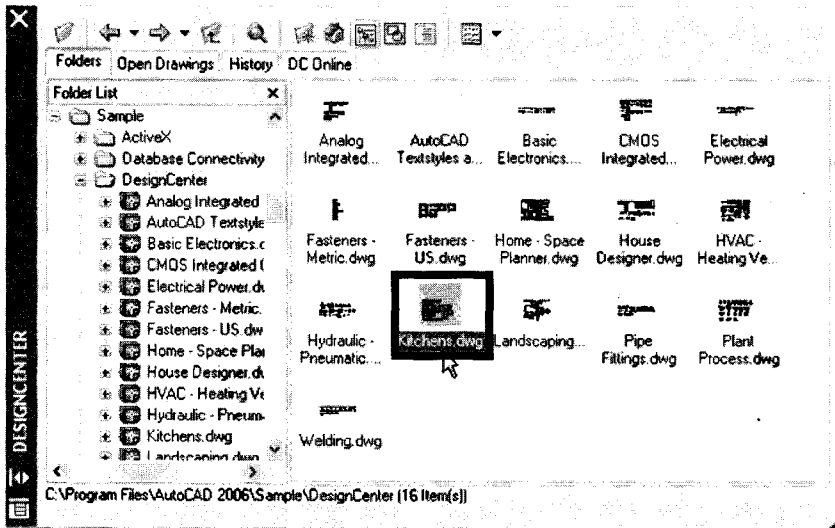 Folders Open Drawings History DC Online
Folder List
Sample
ActiveX
Database Connectivity
DesignCenter
Analog Integrated
AutoCAD Textstyle
Basic Electronics.c
CMOS Integrated (
Electrical Power.dv
Fasteners - Metric.
Fasteners - US.dw
Home - Space Plan
House Designer.dv
HVAC - Heating Ve
Hydraulic - Pneum-
Kitchens.dwg
Landscaping.dwg
Analog Integrated...
AutoCAD Textstyles a...
Basic Electronics....
CMOS Integrated...
Electrical Power.dwg
Fasteners - Metric.dwg
Fasteners - US.dwg
Home - Space Planner.dwg
House Designer.dwg
HVAC - Heating Ve...
Hydraulic - Pneumatic....
Kitchens.dwg
Landscaping...
Pipe Fittings.dwg
Plant Process.dwg
Welding.dwg
DESIGNCENTER
C:\Program Files\AutoCAD 2006\Sample\DesignCenter (16 Item(s))